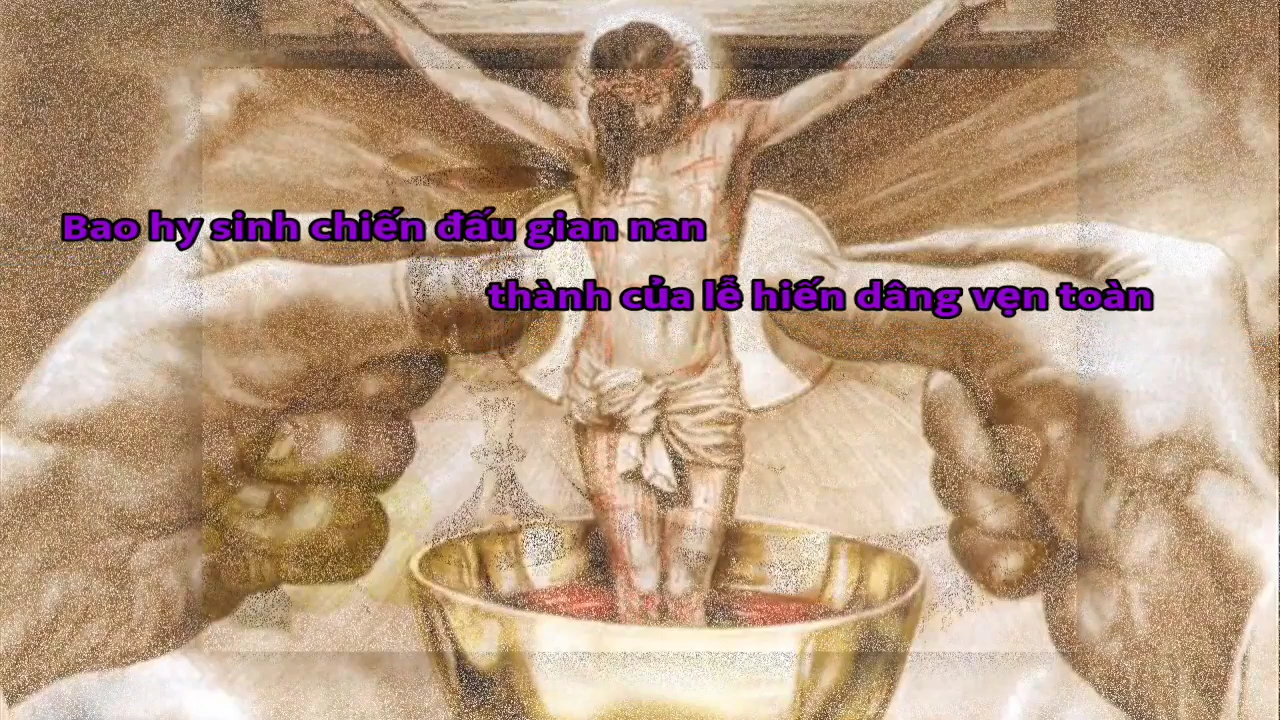 Bao hy sinh chiến đấu gian nan
thành của lễ hiến dâng vẹn toàn